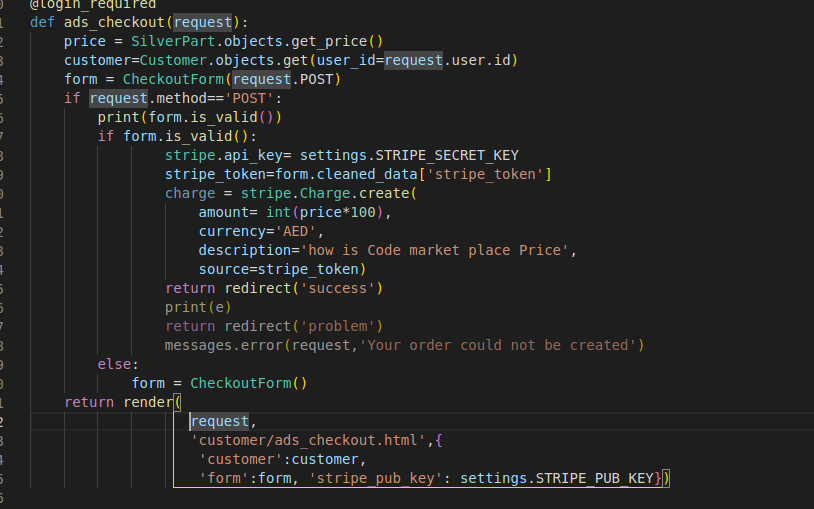 @login_required
def ads_checkout(request):
    price = SilverPart.objects.get_price()
    customer=Customer.objects.get(user_id=request.user.id)
    form = CheckoutForm(request.POST)
    if request.method=='POST':
        print(form.is_valid())
        if form.is_valid():
                stripe.api_key= settings.STRIPE_SECRET_KEY
                stripe_token=form.cleaned_data['stripe_token']
                charge = stripe.Charge.create(
                    amount= int(price*100),
                    currency='AED',
                    description='how is Code market place Price',
                    source=stripe_token)
                return redirect('success')
                print(e)
                return redirect('problem')
                messages.error(request,'Your order could not be created')
        else:
            form = CheckoutForm()
    return render(
                   request,
                   'customer/ads_checkout.html',{
                    'customer':customer,
                    'form':form, 'stripe_pub_key': settings.STRIPE_PUB_KEY})